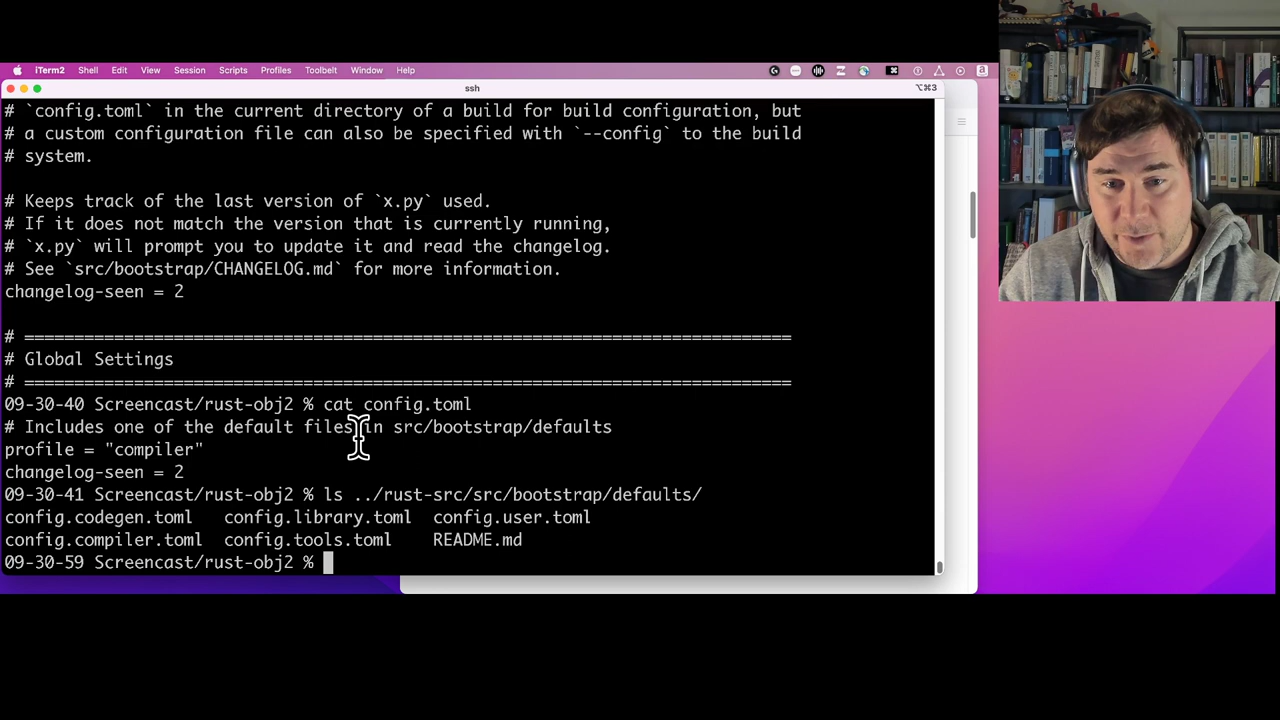 iTerm2 Shell Edit View Session Scripts Profiles Toolbelt Window Help
ssh
⌥⌘3
# `config.toml` in the current directory of a build for build configuration, but
# a custom configuration file can also be specified with `--config` to the build
# system.
# Keeps track of the last version of `x.py` used.
# If it does not match the version that is currently running,
# `x.py` will prompt you to update it and read the changelog.
# See `src/bootstrap/CHANGELOG.md` for more information.
changelog-seen = 2
# =============================================================================
# Global Settings
# =============================================================================
09-30-40 Screencast/rust-obj2 % cat config.toml
# Includes one of the default files in src/bootstrap/defaults
profile = "compiler"
changelog-seen = 2
09-30-41 Screencast/rust-obj2 % ls ../rust-src/src/bootstrap/defaults/
config.codegen.toml config.library.toml config.user.toml
config.compiler.toml config.tools.toml README.md
09-30-59 Screencast/rust-obj2 %